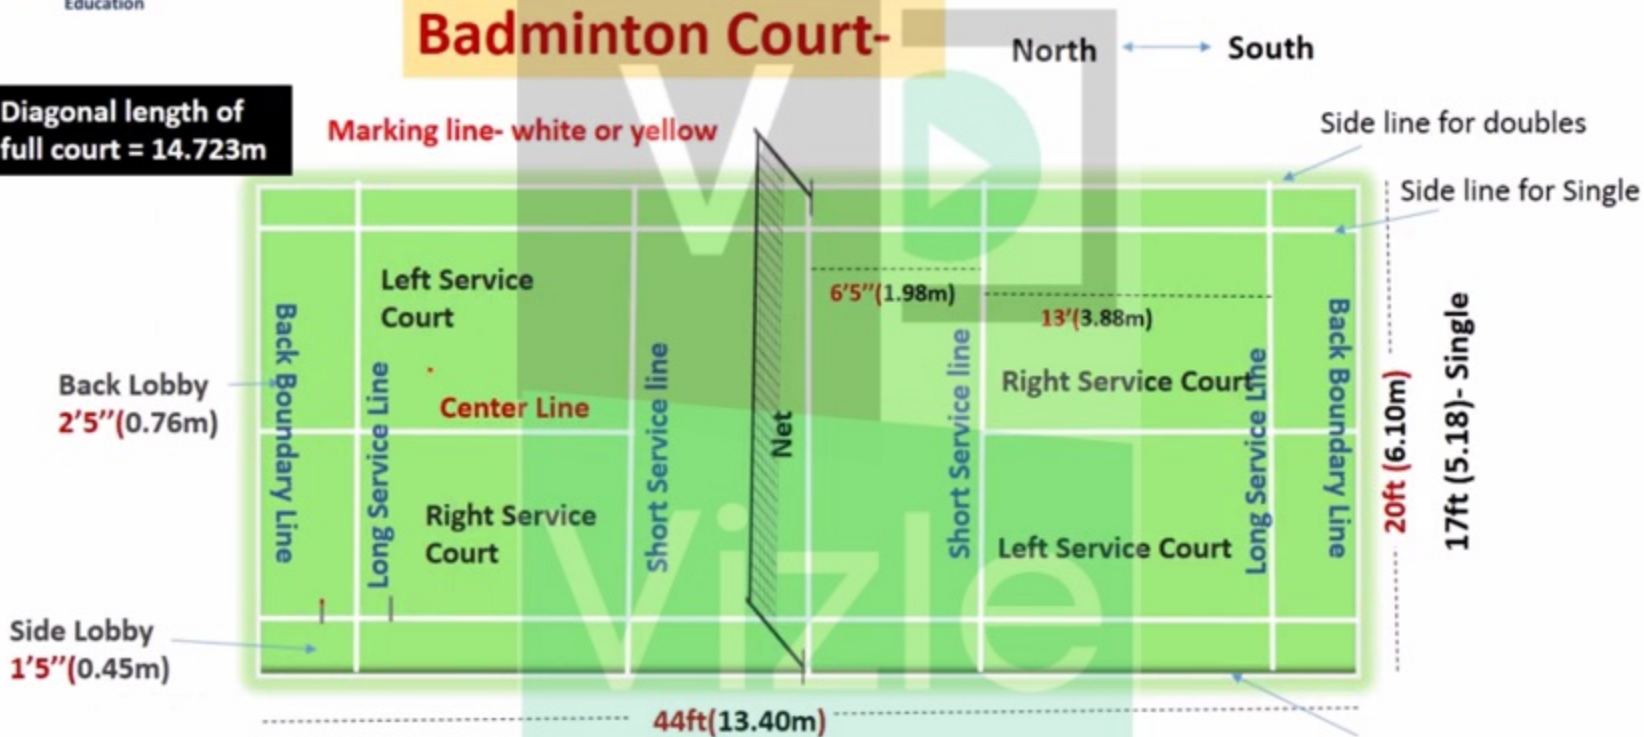 Education
Badminton Court-
North
South
Diagonal length of
full court = 14.723m
Marking line- white or yellow
Side line for doubles
Side line for Single
Left Service
Court
6'5''(1.98m)
13'(3.88m)
Back Boundary Line
Long Service Line
Short Service line
Net
Short Service line
Long Service Line
Back Boundary Line
Back Lobby
2'5''(0.76m)
Center Line
Right Service Court
20ft (6.10m)
17ft (5.18)- Single
Right Service
Court
Left Service Court
Side Lobby
1'5''(0.45m)
44ft(13.40m)
V
Vizle